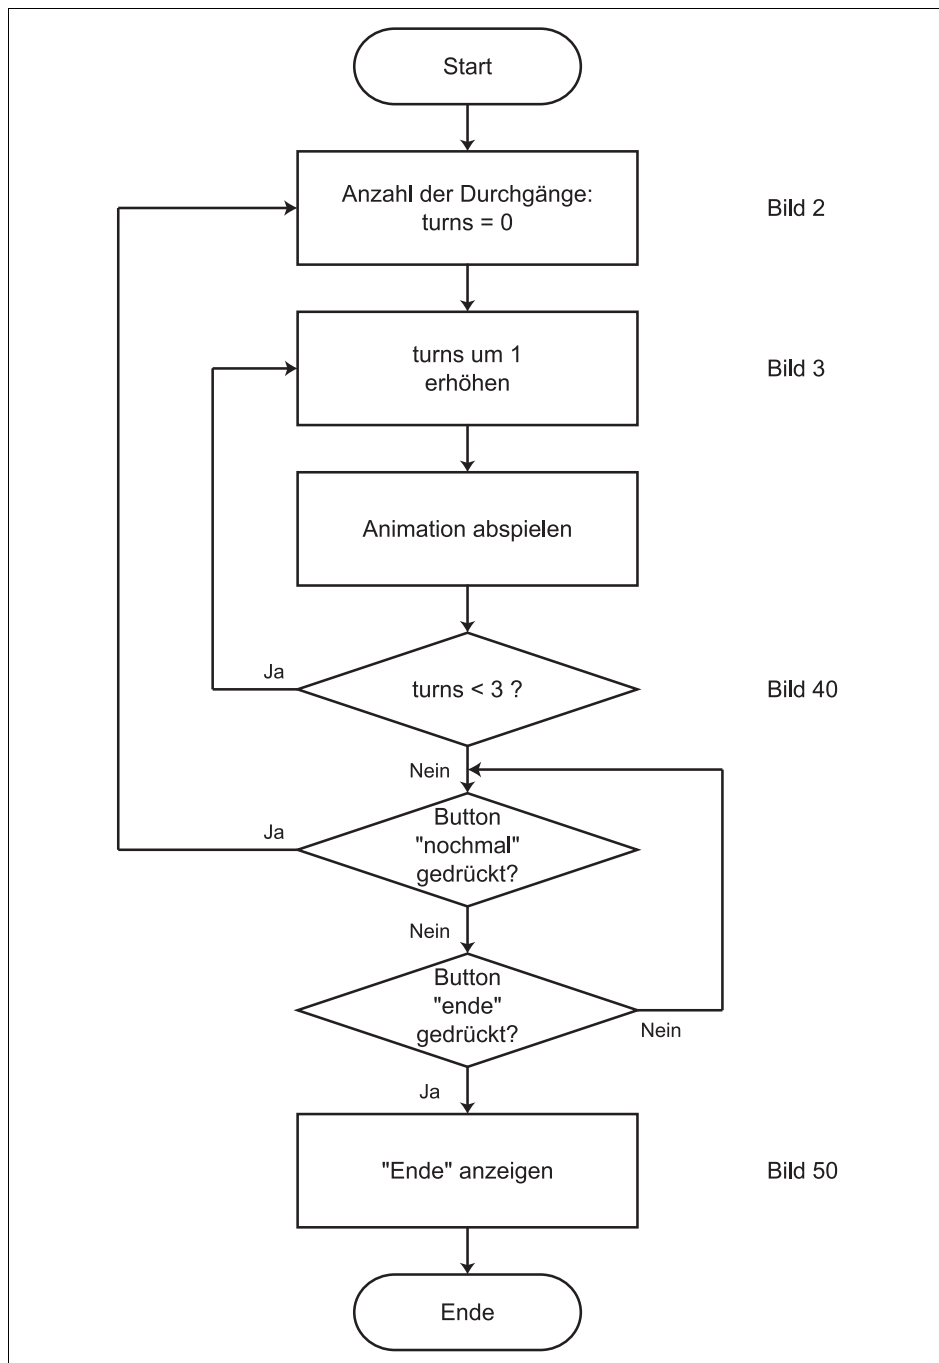 Start
Anzahl der Durchgänge:
turns = 0
Bild 2
turns um 1
erhöhen
Bild 3
Animation abspielen
Ja
turns < 3 ?
Bild 40
Nein
Ja
Button
"nochmal"
gedrückt?
Nein
Button
"ende"
gedrückt?
Nein
Ja
"Ende" anzeigen
Bild 50
Ende